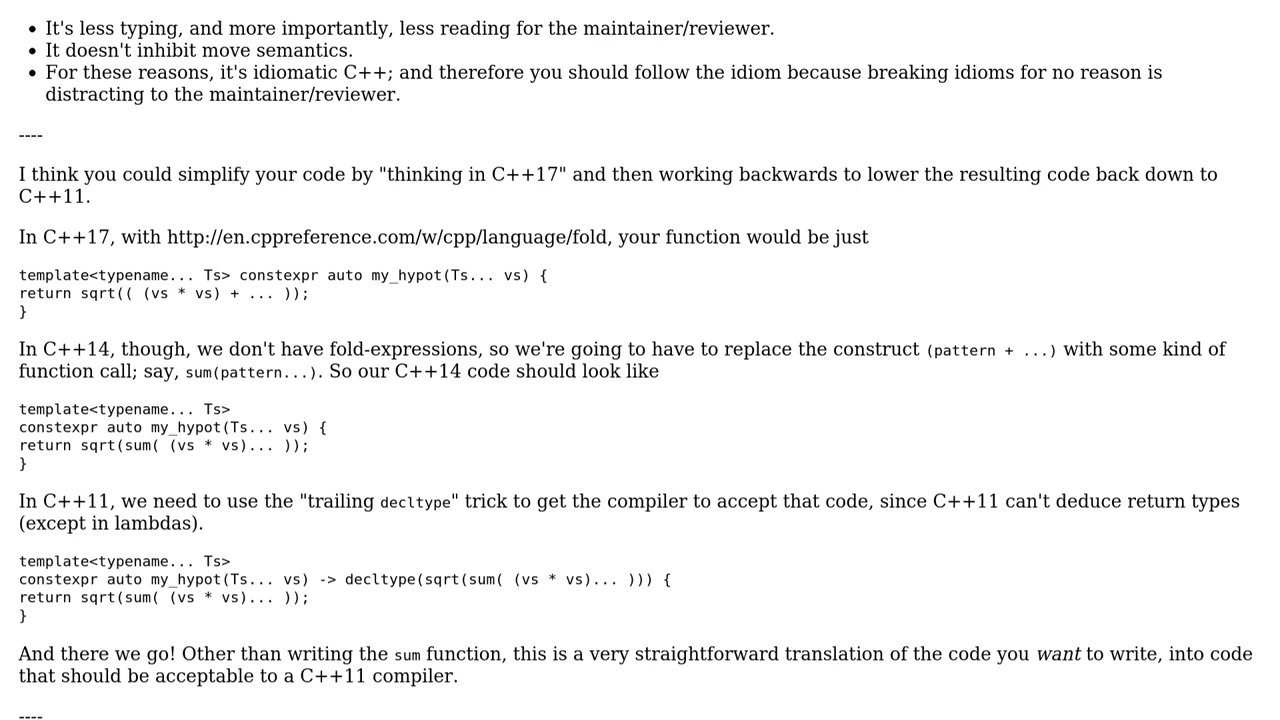 • It's less typing, and more importantly, less reading for the maintainer/reviewer.
• It doesn't inhibit move semantics.
• For these reasons, it's idiomatic C++; and therefore you should follow the idiom because breaking idioms for no reason is
distracting to the maintainer/reviewer.
----
I think you could simplify your code by "thinking in C++17" and then working backwards to lower the resulting code back down to
C++11.
In C++17, with http://en.cppreference.com/w/cpp/language/fold, your function would be just
template<typename... Ts> constexpr auto my_hypot(Ts... vs) {
return sqrt(( (vs * vs) + ... ));
}
In C++14, though, we don't have fold-expressions, so we're going to have to replace the construct (pattern + ...) with some kind of
function call; say, sum(pattern...). So our C++14 code should look like
template<typename... Ts>
constexpr auto my_hypot(Ts... vs) {
return sqrt(sum( (vs * vs)... ));
}
In C++11, we need to use the "trailing decltype" trick to get the compiler to accept that code, since C++11 can't deduce return types
(except in lambdas).
template<typename... Ts>
constexpr auto my_hypot(Ts... vs) -> decltype(sqrt(sum( (vs * vs)... ))) {
return sqrt(sum( (vs * vs)... ));
}
And there we go! Other than writing the sum function, this is a very straightforward translation of the code you want to write, into code
that should be acceptable to a C++11 compiler.
----